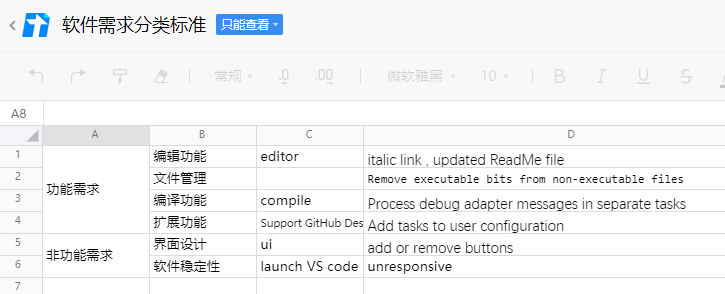 软件需求分类标准 只能查看
常规 .0 .00 微软雅黑 10 B I U S A
A8
A B C D
1 编辑功能 editor italic link , updated ReadMe file
2 文件管理 Remove executable bits from non-executable files
功能需求
3 编译功能 compile Process debug adapter messages in separate tasks
4 扩展功能 Support GitHub Des Add tasks to user configuration
5 界面设计 ui add or remove buttons
非功能需求
6 软件稳定性 launch VS code unresponsive
7